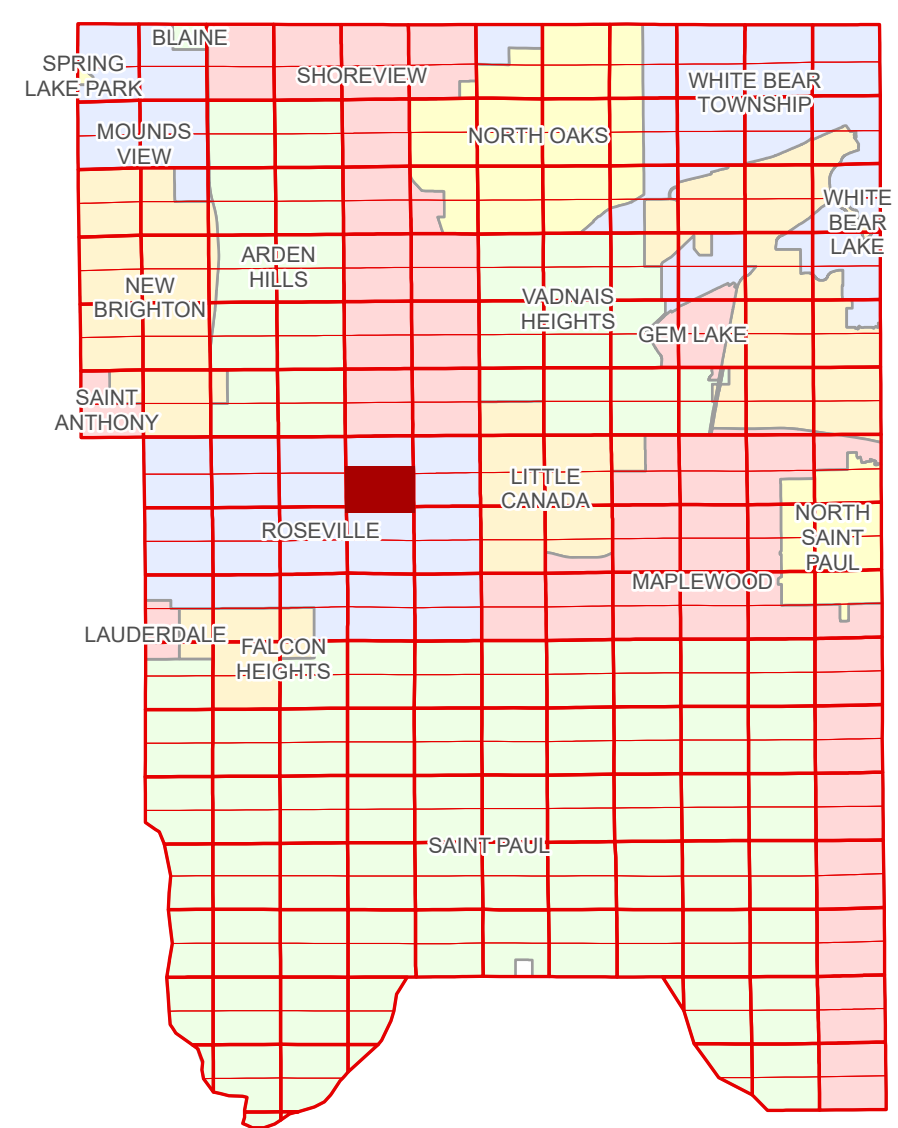 BLAINE
SPRING
LAKE PARK
SHOREVIEW
WHITE BEAR
TOWNSHIP
MOUNDS
VIEW
NORTH OAKS
WHITE
BEAR
LAKE
ARDEN
HILLS
NEW
BRIGHTON
VADNAIS
HEIGHTS
GEM LAKE
SAINT
ANTHONY
LITTLE
CANADA
NORTH
SAINT
PAUL
ROSEVILLE
MAPLEWOOD
LAUDERDALE
FALCON
HEIGHTS
SAINT PAUL